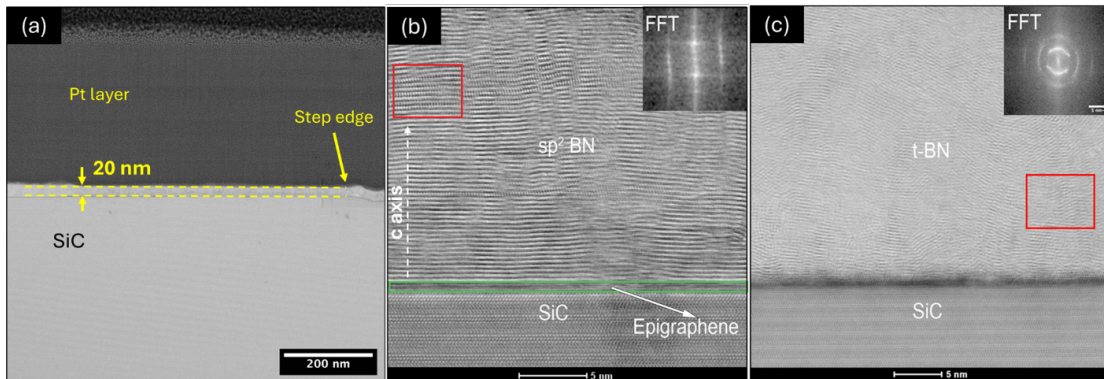 (a)
Pt layer
Step edge
20 nm
SiC
200 nm
(b)
FFT
sp² BN
c axis
SiC
Epigraphene
5 nm
(c)
FFT
t-BN
SiC
5 nm